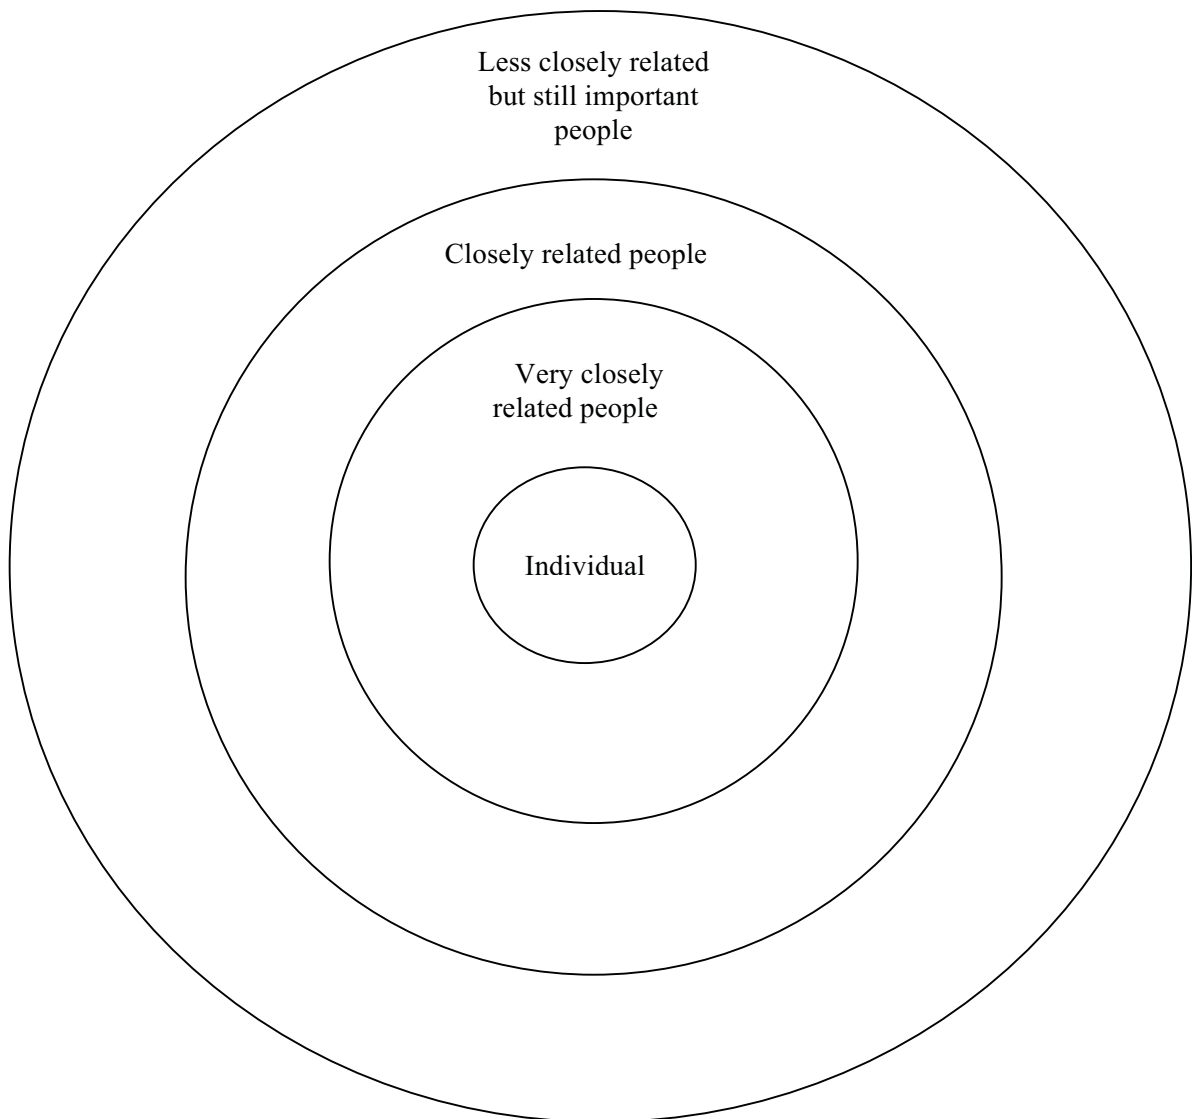 Less closely related
but still important
people
Closely related people
Very closely
related people
Individual